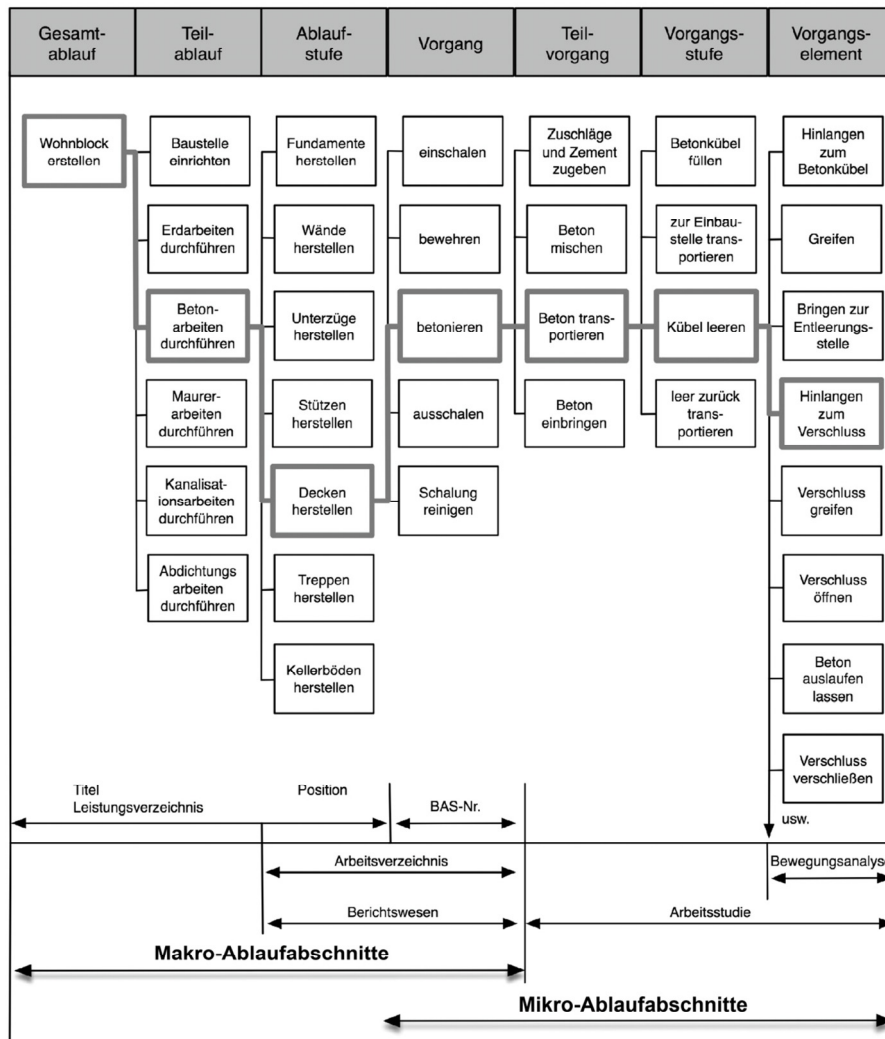 Gesamt-
ablauf
Teil-
ablauf
Ablauf-
stufe
Vorgang
Teil-
vorgang
Vorgangs-
stufe
Vorgangs-
element
Wohnblock
erstellen
Baustelle
einrichten
Erdarbeiten
durchführen
Beton-
arbeiten
durchführen
Maurer-
arbeiten
durchführen
Kanalisat-
ionsarbeiten
durchführen
Abdichtungs
arbeiten
durchführen
Fundamente
herstellen
Wände
herstellen
Unterzüge
herstellen
Stützen
herstellen
Decken
herstellen
Treppen
herstellen
Kellerböden
herstellen
einschalen
bewehren
betonieren
ausschalen
Schalung
reinigen
Zuschläge
und Zement
zugeben
Beton
mischen
Beton trans-
portieren
Beton
einbringen
Betonkübel
füllen
zur Einbau-
stelle trans-
portieren
Kübel leeren
leer zurück
trans-
portieren
Hinlangen
zum
Betonkübel
Greifen
Bringen zur
Entleerungs-
stelle
Hinlangen
zum
Verschluss
Verschluss
greifen
Verschluss
öffnen
Beton
auslaufen
lassen
Verschluss
verschließen
usw.
Titel
Leistungsverzeichnis
Position
BAS-Nr.
Arbeitsverzeichnis
Bewegungsanalyse
Berichtswesen
Arbeitsstudie
Makro-Ablaufabschnitte
Mikro-Ablaufabschnitte